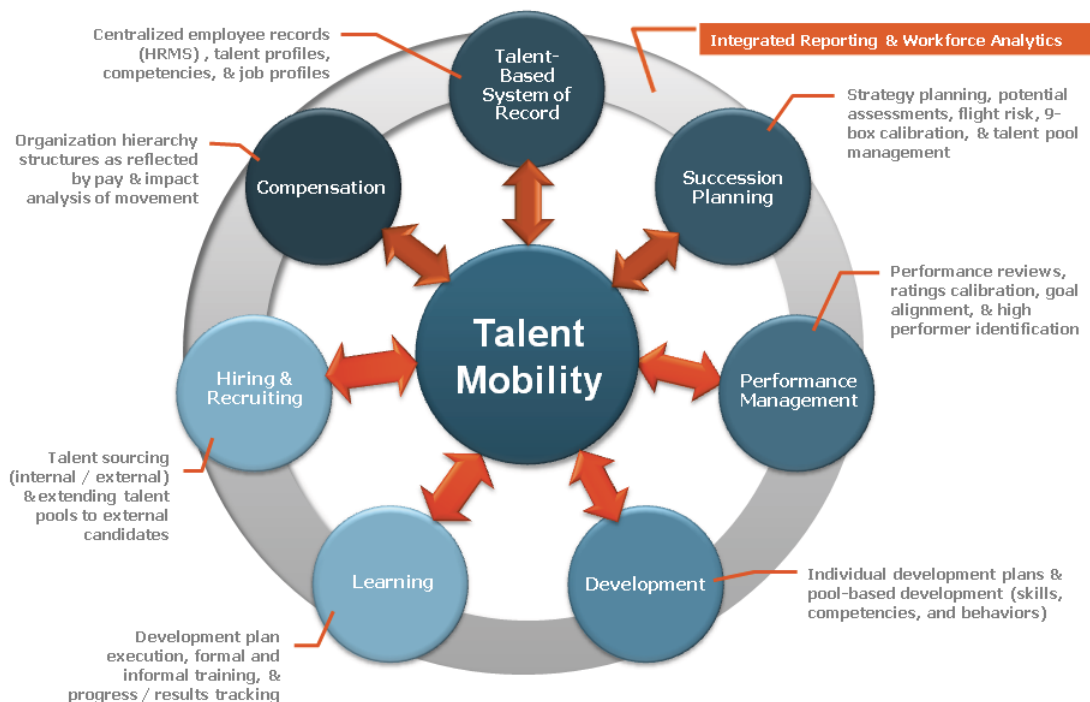 Centralized employee records
(HRMS) , talent profiles,
competencies, & job profiles
Talent-
Based
System of
Record
Integrated Reporting & Workforce Analytics
Strategy planning, potential
assessments, flight risk, 9-
box calibration, & talent pool
management
Organization hierarchy
structures as reflected
by pay & impact
analysis of movement
Compensation
Succession
Planning
Performance reviews,
ratings calibration, goal
alignment, & high
performer identification
Talent
Mobility
Hiring &
Recruiting
Performance
Management
Talent sourcing
(internal / external)
& extending talent
pools to external
candidates
Learning
Development
Individual development plans &
pool-based development (skills,
competencies, and behaviors)
Development plan
execution, formal and
informal training, &
progress / results tracking